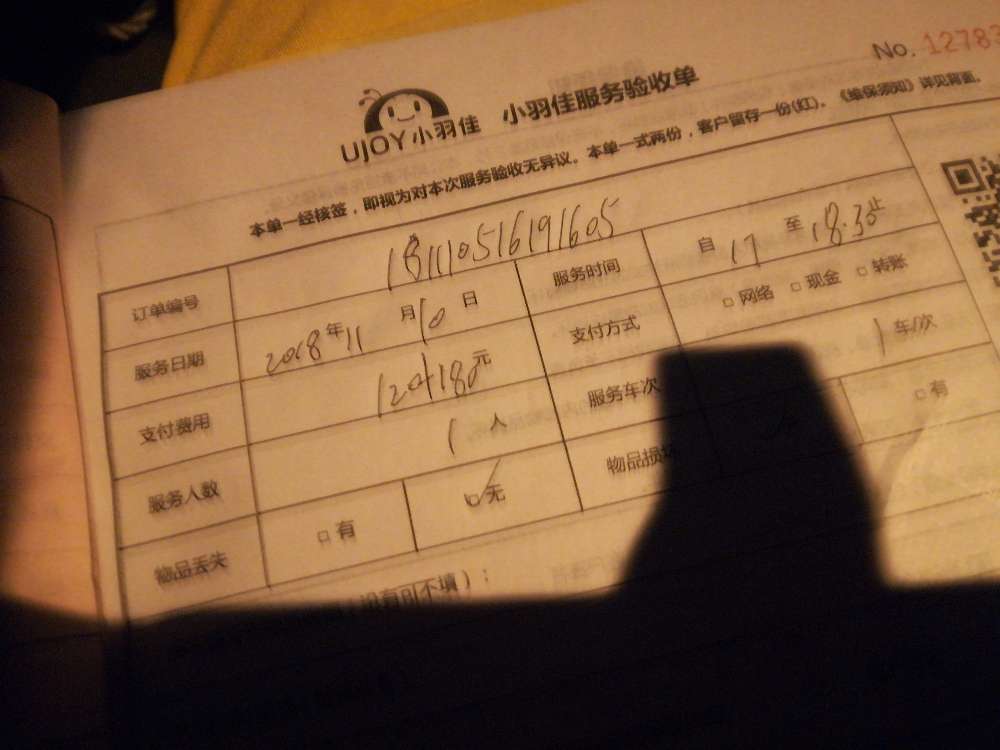 No. 12783
UJOY小羽佳 小羽佳服务验收单
本单一经核签，即视为对本次服务验收无异议。本单一式两份，客户留存一份(红)。《维保须知》详见背面。
订单编号 181110516191605
服务日期 2018年11月10日 服务时间 自 17 至 18.30止
支付费用 元 支付方式 □ 网络 □ 现金 □ 转账
服务人数 1 人 服务车次 1 车/次
物品丢失 □ 有 □ 无 物品损 □ 有